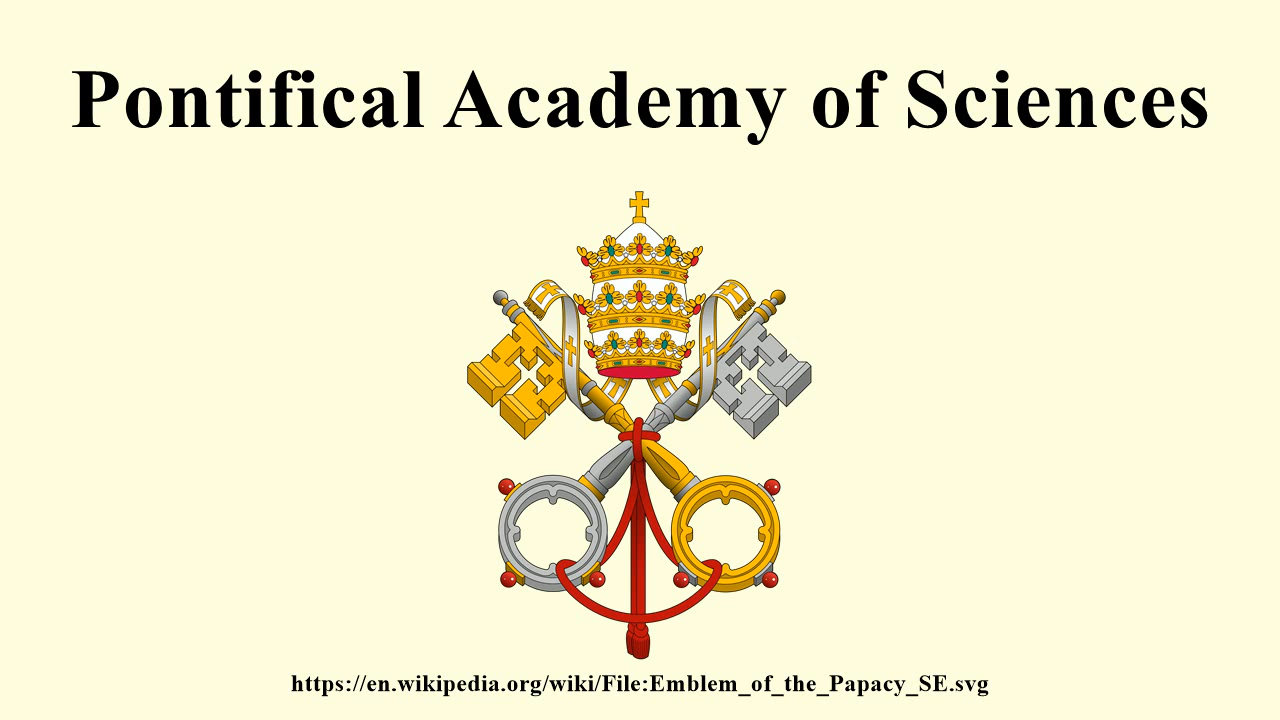 Pontifical Academy of Sciences
https://en.wikipedia.org/wiki/File:Emblem_of_the_Papacy_SE.svg